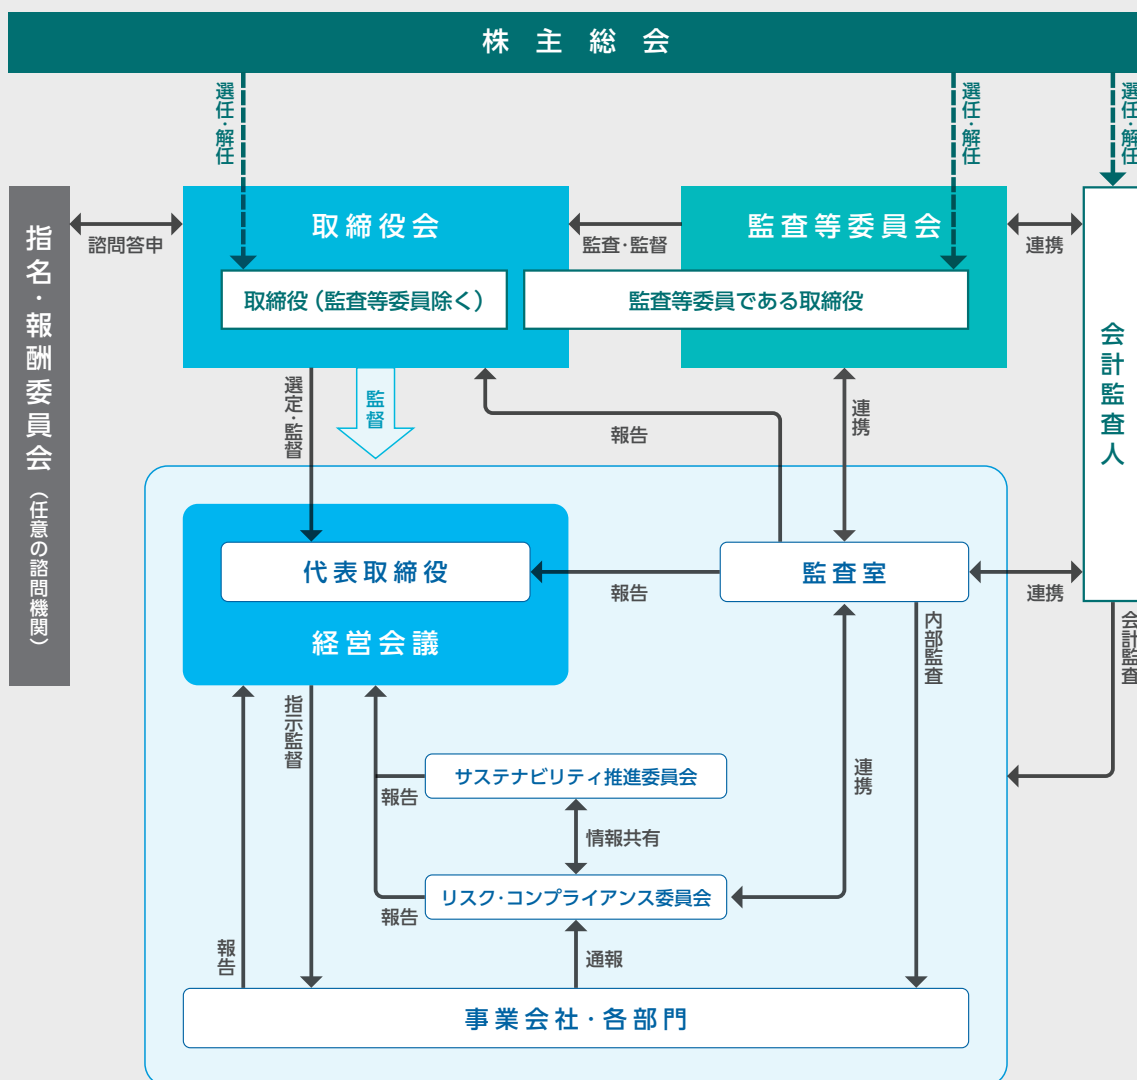 株主総会
選任・解任
選任・解任
選任・解任
指名・報酬委員会
（任意の諮問機関）
諮問答申
取締役会
監査・監督
監査等委員会
連携
取締役（監査等委員除く）
監査等委員である取締役
会計監査人
選定・監督
監督
報告
連携
代表取締役
報告
監査室
連携
経営会議
内部監査
会計監査
指示監督
サステナビリティ推進委員会
報告
連携
情報共有
リスク・コンプライアンス委員会
報告
報告
通報
事業会社・各部門